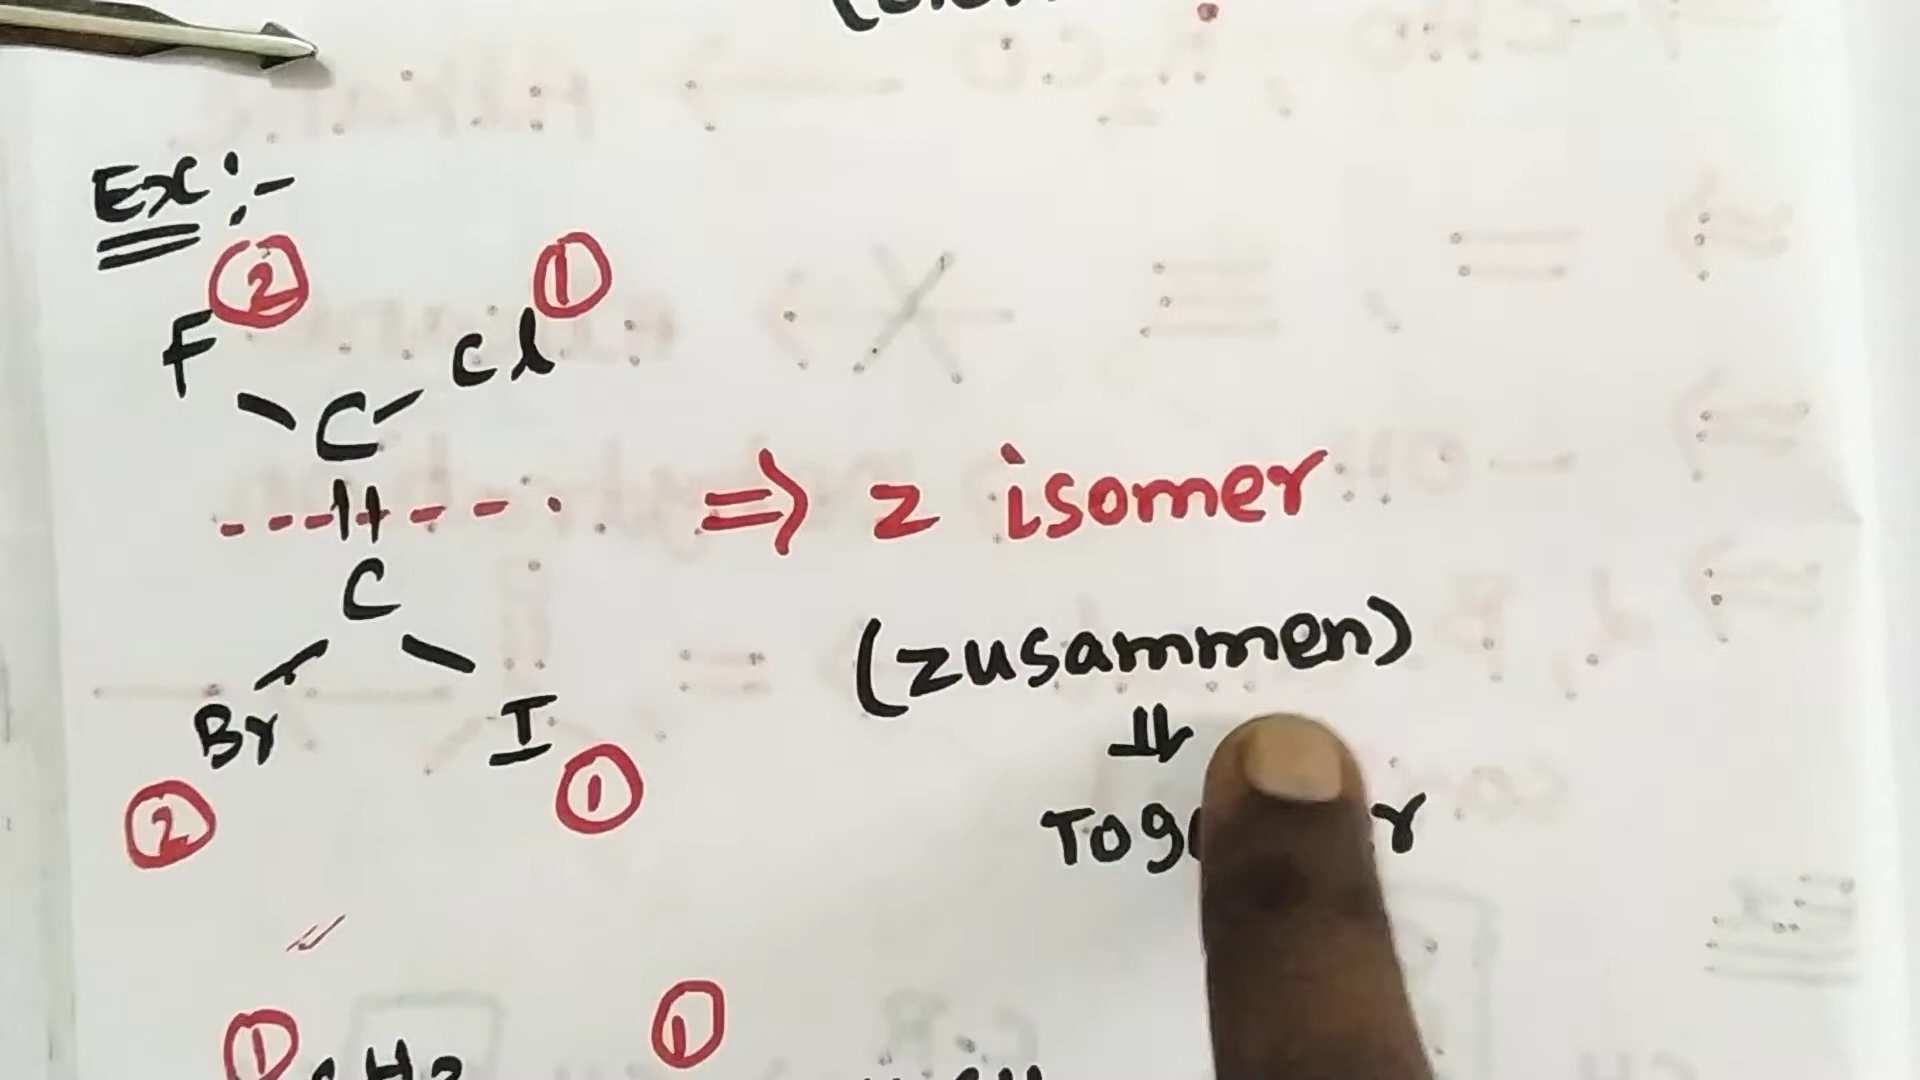 Ex :-
② ①
F Cl
C
=> z isomer
C
(zusammen)
Br I
② ①
① ①